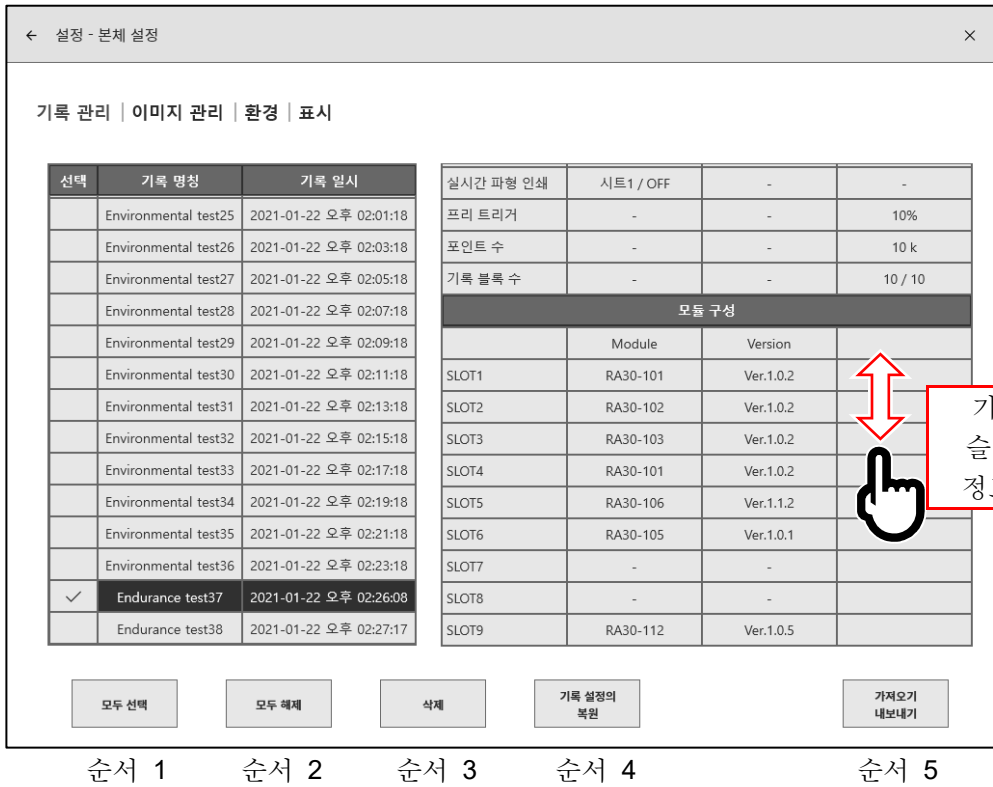 ← 설정 - 본체 설정 ×
기록 관리 | 이미지 관리 | 환경 | 표시
선택 기록 명칭 기록 일시
Environmental test25 2021-01-22 오후 02:01:18
Environmental test26 2021-01-22 오후 02:03:18
Environmental test27 2021-01-22 오후 02:05:18
Environmental test28 2021-01-22 오후 02:07:18
Environmental test29 2021-01-22 오후 02:09:18
Environmental test30 2021-01-22 오후 02:11:18
Environmental test31 2021-01-22 오후 02:13:18
Environmental test32 2021-01-22 오후 02:15:18
Environmental test33 2021-01-22 오후 02:17:18
Environmental test34 2021-01-22 오후 02:19:18
Environmental test35 2021-01-22 오후 02:21:18
Environmental test36 2021-01-22 오후 02:23:18
✓ Endurance test37 2021-01-22 오후 02:26:08
Endurance test38 2021-01-22 오후 02:27:17
실시간 파형 인쇄 시트1 / OFF - -
프리 트리거 - - 10%
포인트 수 - - 10 k
기록 블록 수 - - 10 / 10
모듈 구성
Module Version
SLOT1 RA30-101 Ver.1.0.2
SLOT2 RA30-102 Ver.1.0.2
SLOT3 RA30-103 Ver.1.0.2
SLOT4 RA30-101 Ver.1.0.2
SLOT5 RA30-106 Ver.1.1.2
SLOT6 RA30-105 Ver.1.0.1
SLOT7 - -
SLOT8 - -
SLOT9 RA30-112 Ver.1.0.5
기
슬
모두 선택
모두 해제
삭제
기록 설정의
복원
가져오기
내보내기
순서 1 순서 2 순서 3 순서 4 순서 5